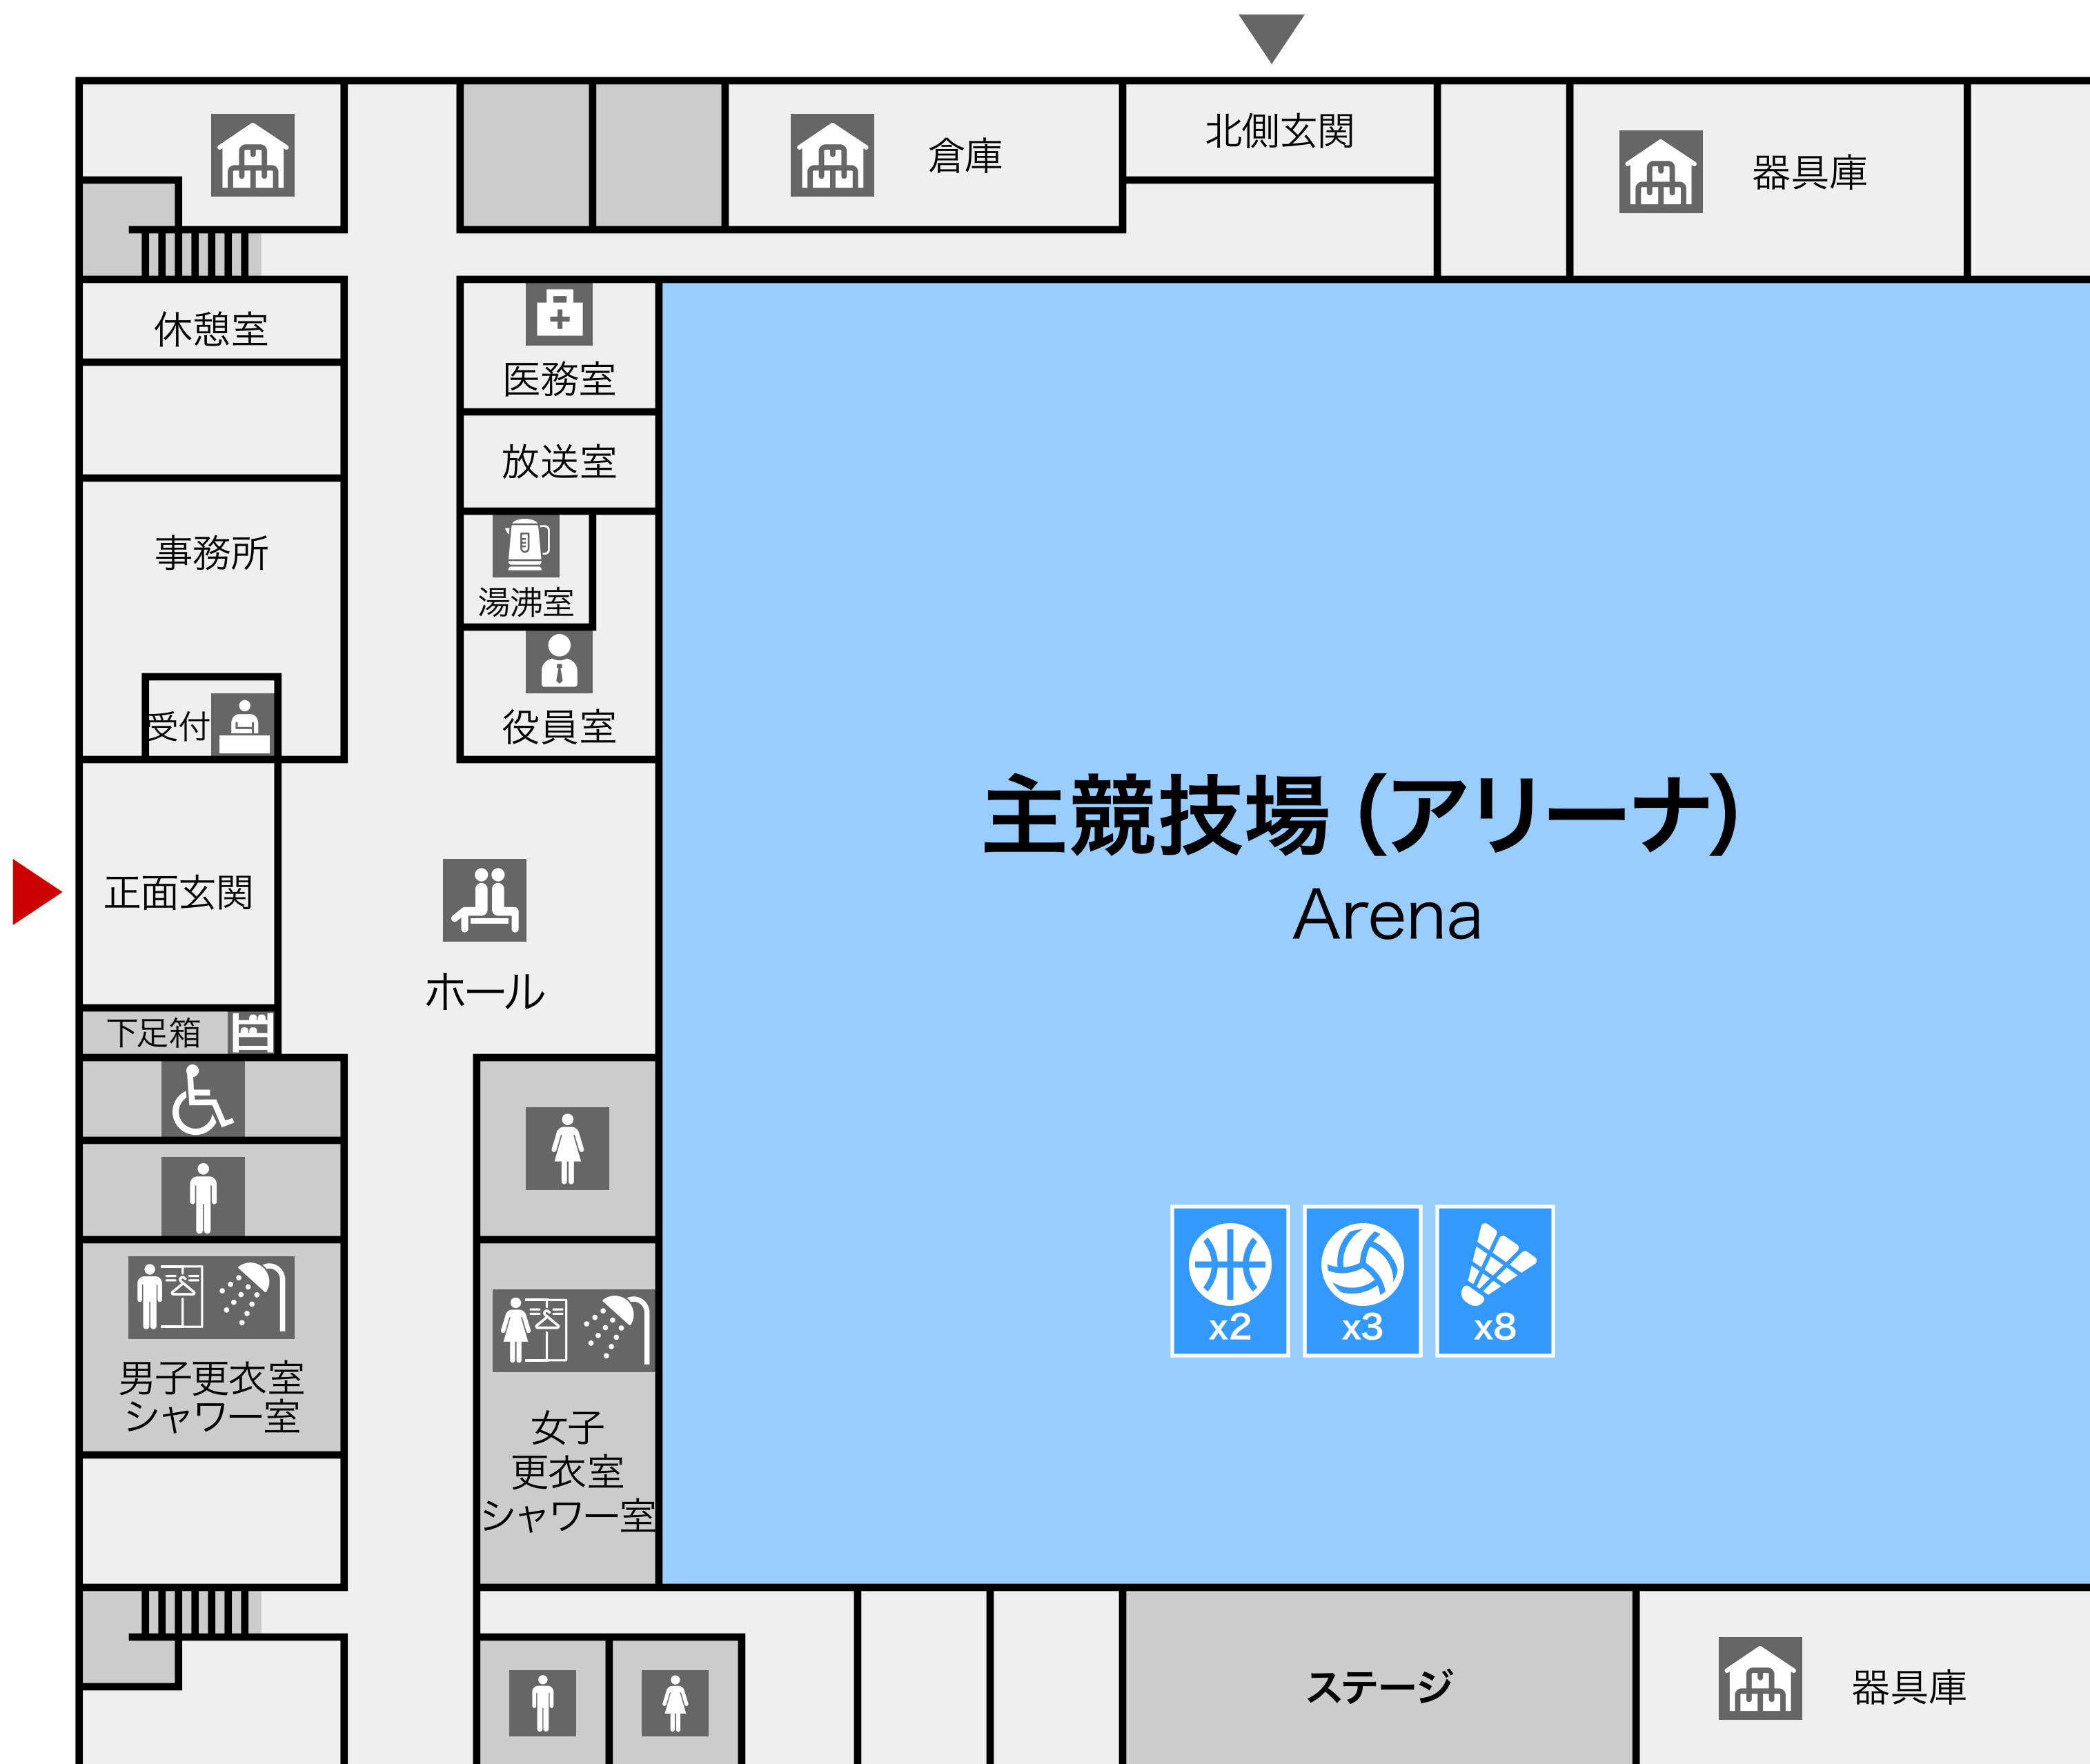 倉庫
北側玄関
器具庫
休憩室
医務室
放送室
事務所
湯沸室
受付
役員室
主競技場（アリーナ）
Arena
正面玄関
ホール
下足箱
x2
x3
x8
男子更衣室
シャワー室
女子
更衣室
シャワー室
ステージ
器具庫